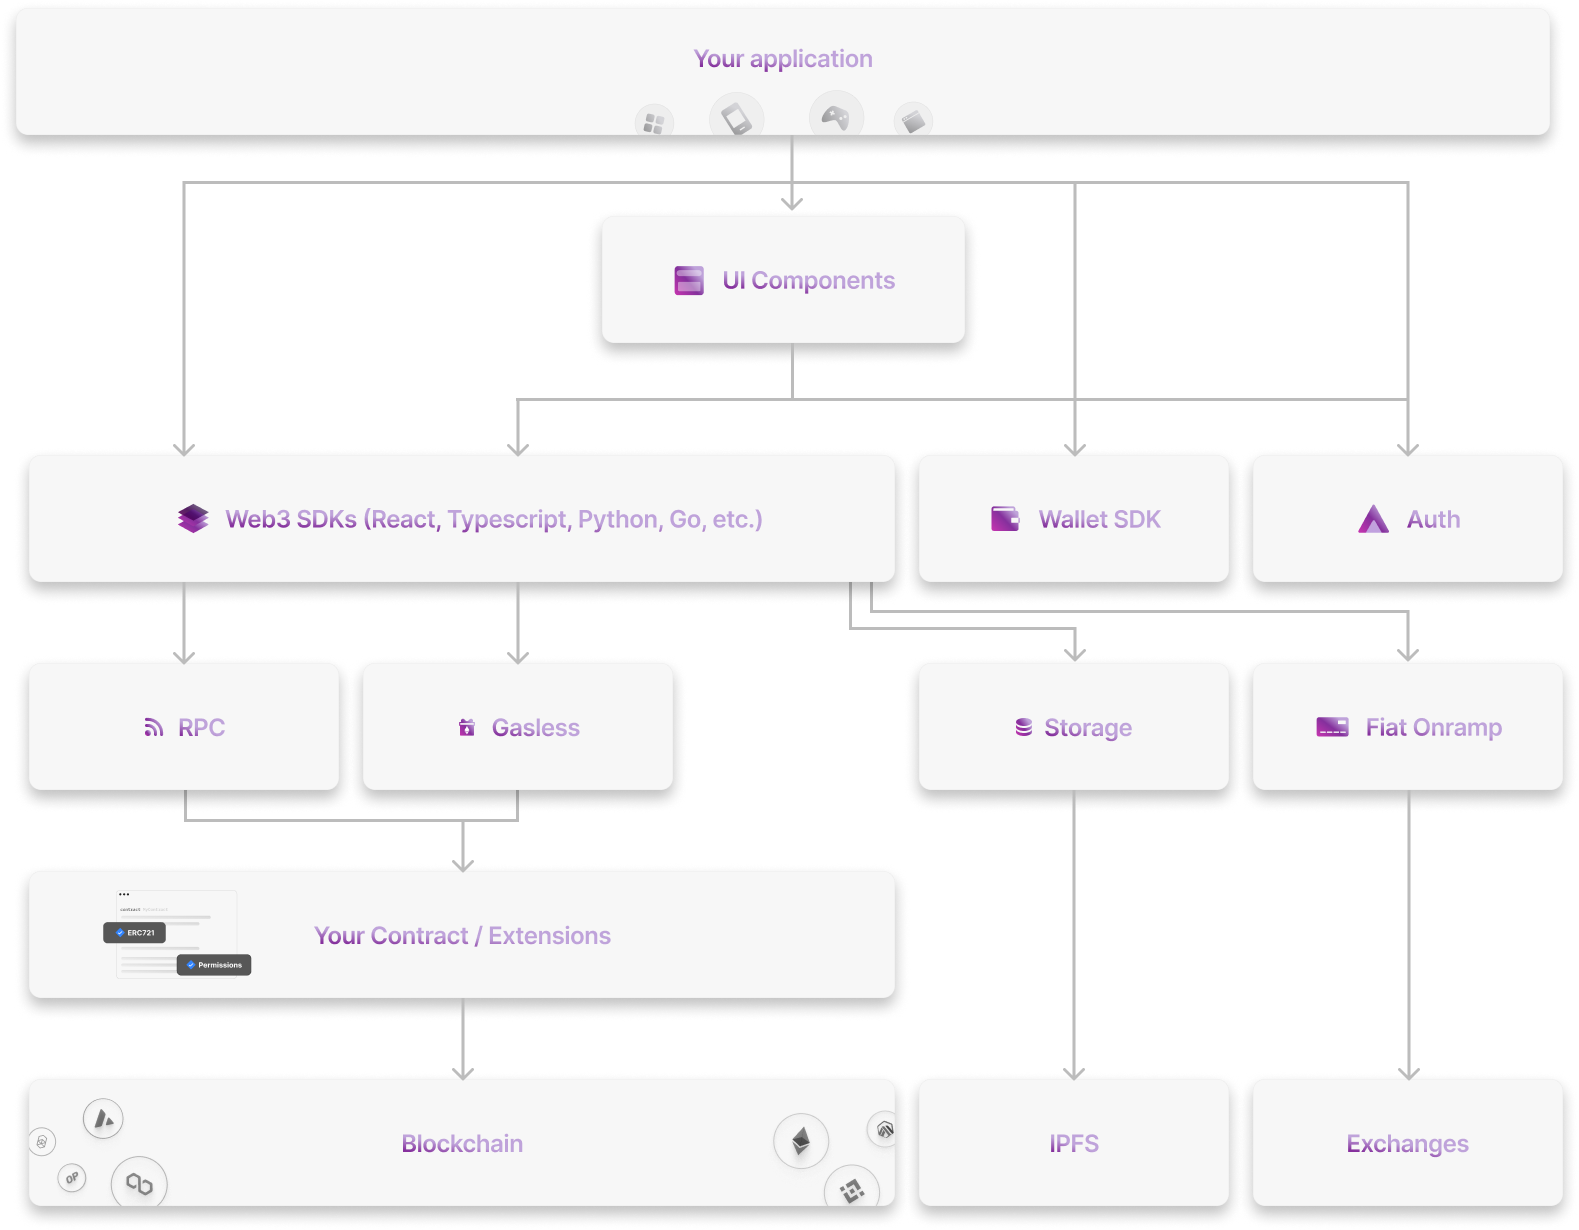 Your application
UI Components
Web3 SDKs (React, Typescript, Python, Go, etc.)
Wallet SDK
Auth
RPC
Gasless
Storage
Fiat Onramp
contract
ERC721
Permissions
Your Contract / Extensions
OP
Blockchain
IPFS
Exchanges